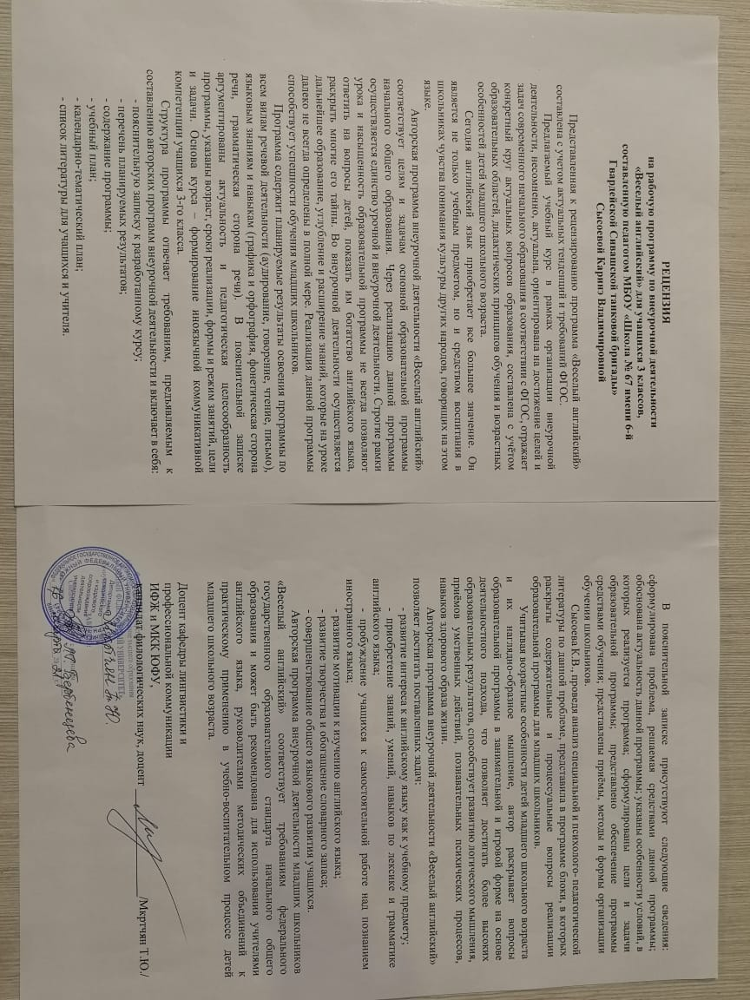 РЕЦЕНЗИЯ
на рабочую программу по внеурочной деятельности
«Веселый английский» для учащихся 3 классов,
составленную педагогом МБОУ «Школа № 67 имени 6-й
Гвардейской Сивашской танковой бригады»
Сысоевой Каринэ Владимировной
Представленная к рецензированию программа «Веселый английский»
составлена с учетом актуальных тенденций и требований ФГОС.
Предлагаемый учебный курс в рамках организации внеурочной
деятельности, несомненно, актуальна, ориентирована на достижение целей и
задач современного начального образования в соответствии с ФГОС, отражает
конкретный круг актуальных вопросов образования, составлена с учётом
образовательных областей, дидактических принципов обучения и возрастных
особенностей детей младшего школьного возраста.
Сегодня английский язык приобретает все большее значение. Он
является не только учебным предметом, но и средством воспитания в
школьниках чувства понимания культуры других народов, говорящих на этом
языке.
Авторская программа внеурочной деятельности «Веселый английский»
соответствует целям и задачам основной образовательной программы
начального общего образования. Через реализацию данной программы
осуществляется единство урочной и внеурочной деятельности. Строгие рамки
урока и насыщенность образовательной программы не всегда позволяют
ответить на вопросы детей, показать им богатство английского языка,
раскрыть многие его тайны. Во внеурочной деятельности осуществляется
дальнейшее образование, углубление и расширение знаний, которые на уроке
далеко не всегда определены в полной мере. Реализация данной программы
способствует успешности обучения младших школьников.
Программа содержит планируемые результаты освоения программы по
всем видам речевой деятельности (аудирование, говорение, чтение, письмо),
языковым знаниям и навыкам (графика и орфография, фонетическая сторона
речи, грамматическая сторона речи). В пояснительной записке
аргументированы актуальность и педагогическая целесообразность
программы, указаны возраст, сроки реализации, формы и режим занятий, цели
и задачи. Основа курса – формирование иноязычной коммуникативной
компетенции учащихся 3-го класса.
Структура программы отвечает требованиям, предъявляемым к
составлению авторских программ внеурочной деятельности и включает в себя:
- пояснительную записку к разработанному курсу;
- перечень планируемых результатов;
- содержание программы;
- учебный план;
- календарно-тематический план;
- список литературы для учащихся и учителя.
В пояснительной записке присутствуют следующие сведения:
сформулирована проблема, решаемая средствами данной программы;
обоснована актуальность данной программы; указаны особенности условий, в
которых реализуется программа; сформулированы цели и задачи
образовательной программы; представлено обеспечение программы
средствами обучения; представлены приёмы, методы и формы организации
обучения школьников.
Сысоева К.В., проведя анализ специальной и психолого- педагогической
литературы по данной проблеме, представила в программе блоки, в которых
раскрыты содержательные и процессуальные вопросы реализации
образовательной программы для младших школьников.
Учитывая возрастные особенности детей младшего школьного возраста
и их наглядно-образное мышление, автор раскрывает вопросы
образовательной программы в занимательной и игровой форме на основе
деятельностного подхода, что позволяет достигать более высоких
образовательных результатов, способствует развитию логического мышления,
приёмов умственных действий, познавательных психических процессов,
навыков здорового образа жизни.
Авторская программа внеурочной деятельности «Веселый английский»
позволяет достигать поставленных задач:
- развитие интереса к английскому языку как к учебному предмету;
- приобретение знаний, умений, навыков по лексике и грамматике
английского языка;
- пробуждение учащихся к самостоятельной работе над познанием
иностранного языка;
- развитие мотивации к изучению английского языка;
- развитие творчества и обогащение словарного запаса;
- совершенствование общего языкового развития учащихся.
Авторская программа внеурочной деятельности младших школьников
«Веселый английский» соответствует требованиям федерального
государственного образовательного стандарта начального общего
образования и может быть рекомендована для использования учителями
английского языка, руководителями методических объединений к
практическому применению в учебно-воспитательном процессе детей
младшего школьного возраста.
Доцент кафедры лингвистики и
профессиональной коммуникации
ИФЖ и МКК ЮФУ,
кандидат филологических наук, доцент /Мкртчян Т.Ю./